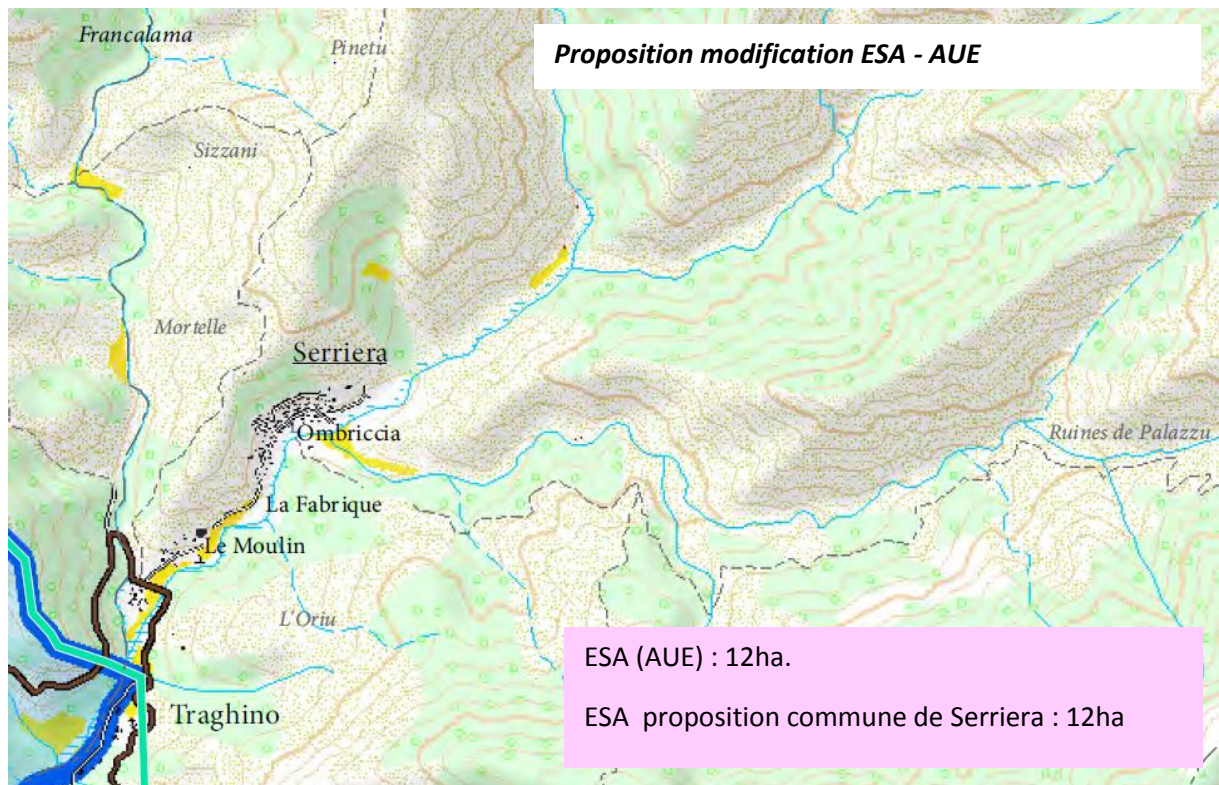 Francalama
Pinetu
Proposition modification ESA - AUE
Sizzani
Mortelle
Serriera
Ombriccia
Ruines de Palazzu
La Fabrique
Le Moulin
L'Oriu
Traghino
ESA (AUE) : 12ha.
ESA proposition commune de Serriera : 12ha